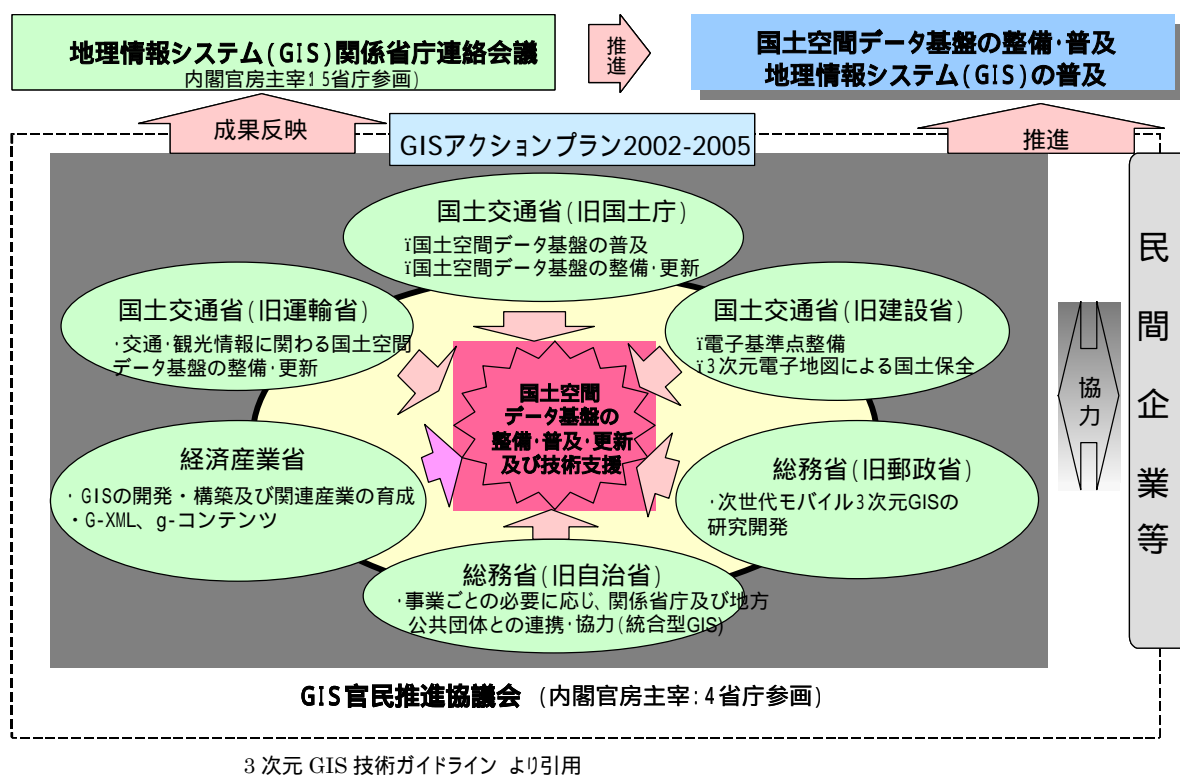 地理情報システム(GIS)関係省庁連絡会議
内閣官房主宰15省庁参画)
推進
国土空間データ基盤の整備･普及
地理情報システム(GIS)の普及
成果反映
GISアクションプラン2002-2005
推進
国土交通省(旧国土庁)
ï国土空間データ基盤の普及
ï国土空間データ基盤の整備･更新
国土交通省(旧運輸省)
･交通･観光情報に関わる国土空間
データ基盤の整備･更新
国土交通省(旧建設省)
ï電子基準点整備
ï3次元電子地図による国土保全
国土空間
データ基盤の
整備･普及･更新
及び技術支援
経済産業省
・GISの開発・構築及び関連産業の育成
・G-XML、g-コンテンツ
総務省(旧郵政省)
･次世代モバイル3次元GISの
研究開発
総務省(旧自治省)
･事業ごとの必要に応じ、関係省庁及び地方
公共団体との連携･協力(統合型GIS)
協力
民間企業等
GIS官民推進協議会 (内閣官房主宰:4省庁参画)
3次元 GIS 技術ガイドライン より引用